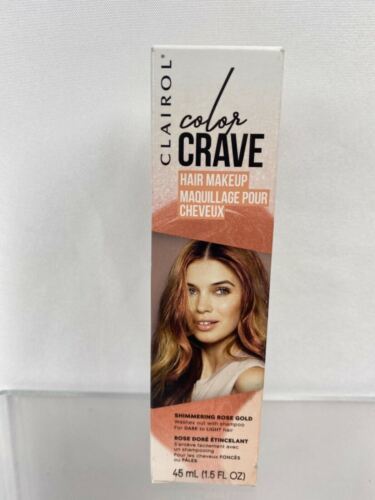 CLAIROL®
color
CRAVE
HAIR MAKEUP
MAQUILLAGE POUR
CHEVEUX
SHIMMERING ROSE GOLD
Washes out with shampoo
For DARK to LIGHT hair
ROSE DORÉ ÉTINCELANT
S'enlève facilement avec
un shampooing
Pour les cheveux FONCÉS
ou PÂLES
45 mL (1.5 FL OZ)